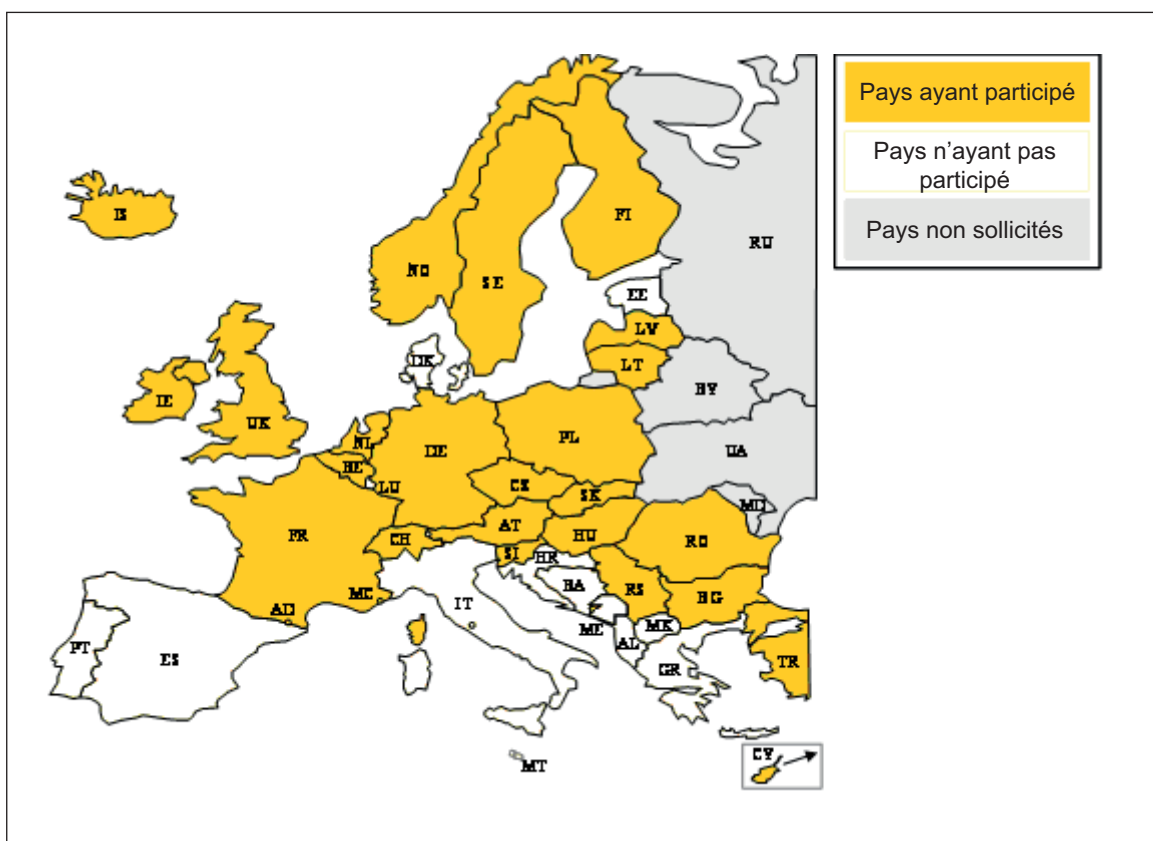 Pays ayant participé
Pays n’ayant pas
participé
Pays non sollicités
IS
FI
RU
NO
SE
EE
LV
LT
DK
BY
IE
UK
NL
DE
PL
BE
UA
LU
CS
SK
MD
FR
CH
AT
HU
RO
SI
HR
BA
RS
BG
MC
AD
IT
ME
MK
AL
PT
ES
GR
TR
CY
MT